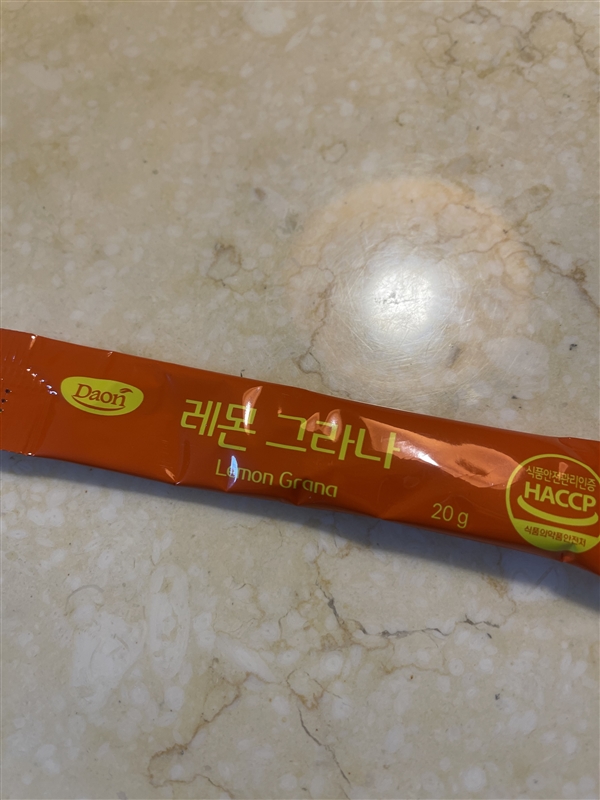 Daon
레몬 그라나
Lemon Grana
20 g
식품안전관리인증
HACCP
식품의약품안전처